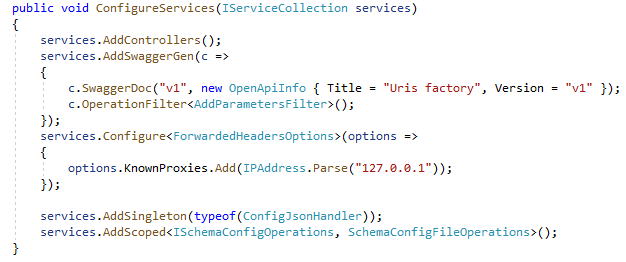 public void ConfigureServices(IServiceCollection services)
{
    services.AddControllers();
    services.AddSwaggerGen(c =>
    {
        c.SwaggerDoc("v1", new OpenApiInfo { Title = "Uris factory", Version = "v1" });
        c.OperationFilter<AddParametersFilter>();
    });
    services.Configure<ForwardedHeadersOptions>(options =>
    {
        options.KnownProxies.Add(IPAddress.Parse("127.0.0.1"));
    });

    services.AddSingleton(typeof(ConfigJsonHandler));
    services.AddScoped<ISchemaConfigOperations, SchemaConfigFileOperations>();
}